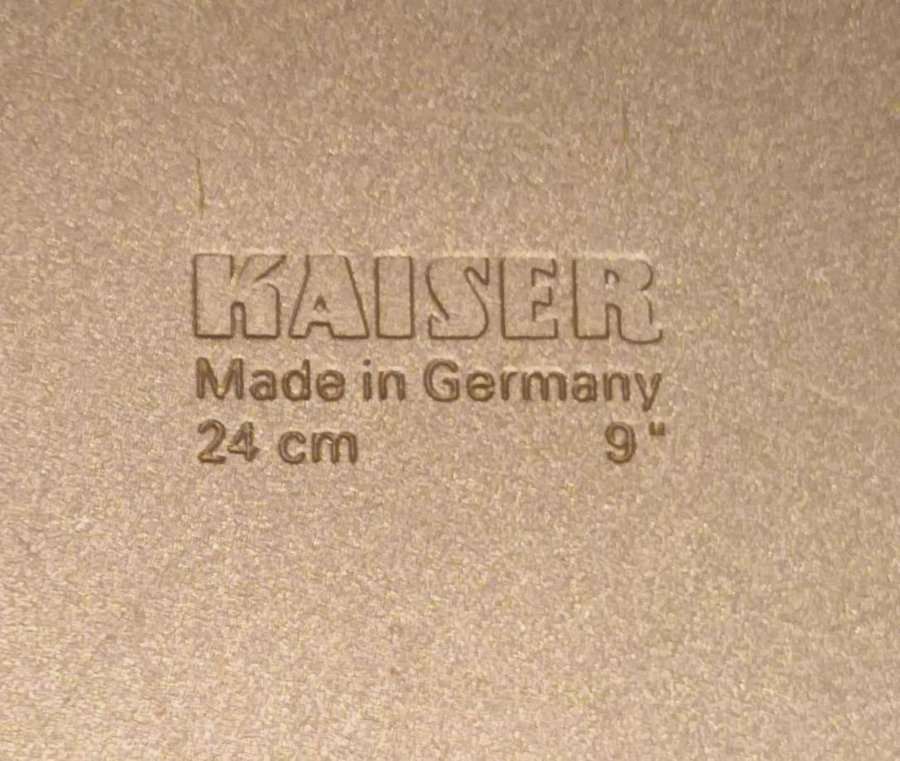 KAISER
Made in Germany
24 cm 9"